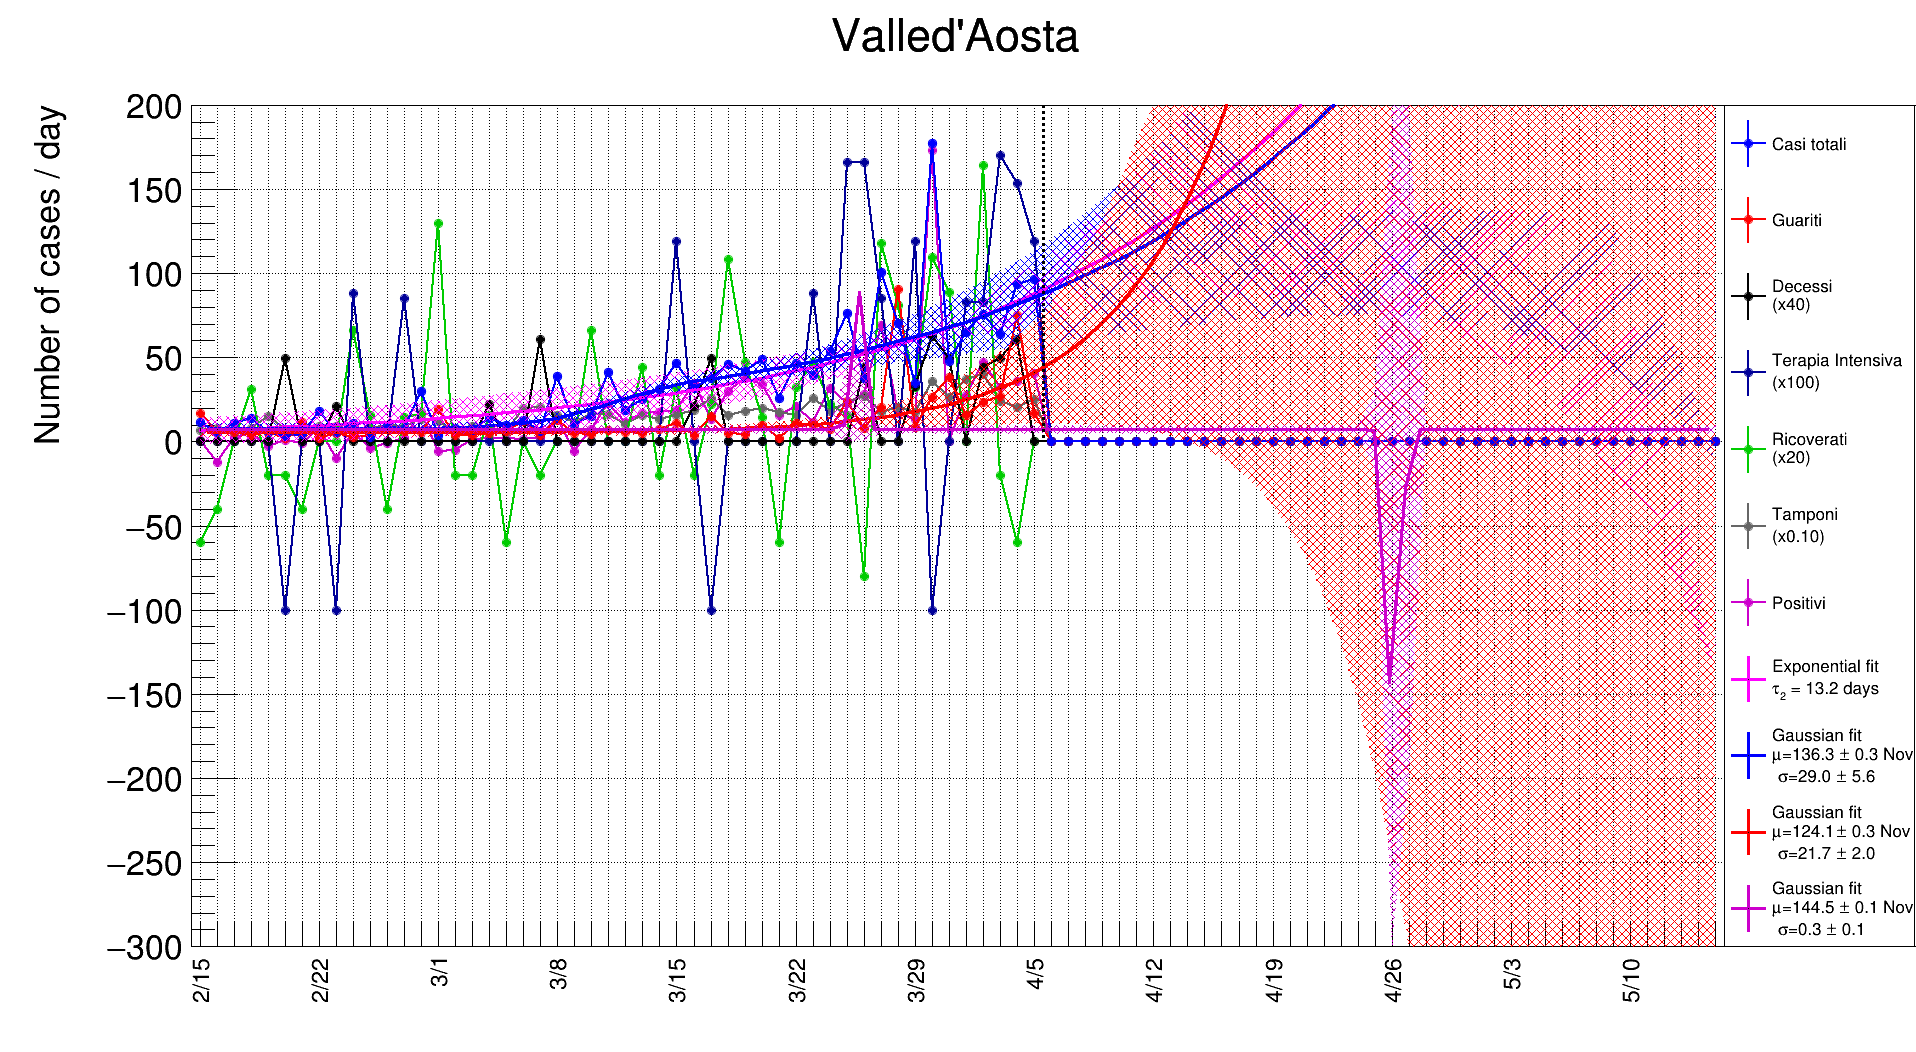 Valled'Aosta
Number of cases / day
200
150
100
50
0
−50
−100
−150
−200
−250
−300
2/15
2/22
3/1
3/8
3/15
3/22
3/29
4/5
4/12
4/19
4/26
5/3
5/10
Casi totali
Guariti
Decessi
(x40)
Terapia Intensiva
(x100)
Ricoverati
(x20)
Tamponi
(x0.10)
Positivi
Exponential fit
τ2 = 13.2 days
Gaussian fit
μ=136.3 ± 0.3 Nov
σ=29.0 ± 5.6
Gaussian fit
μ=124.1 ± 0.3 Nov
σ=21.7 ± 2.0
Gaussian fit
μ=144.5 ± 0.1 Nov
σ=0.3 ± 0.1